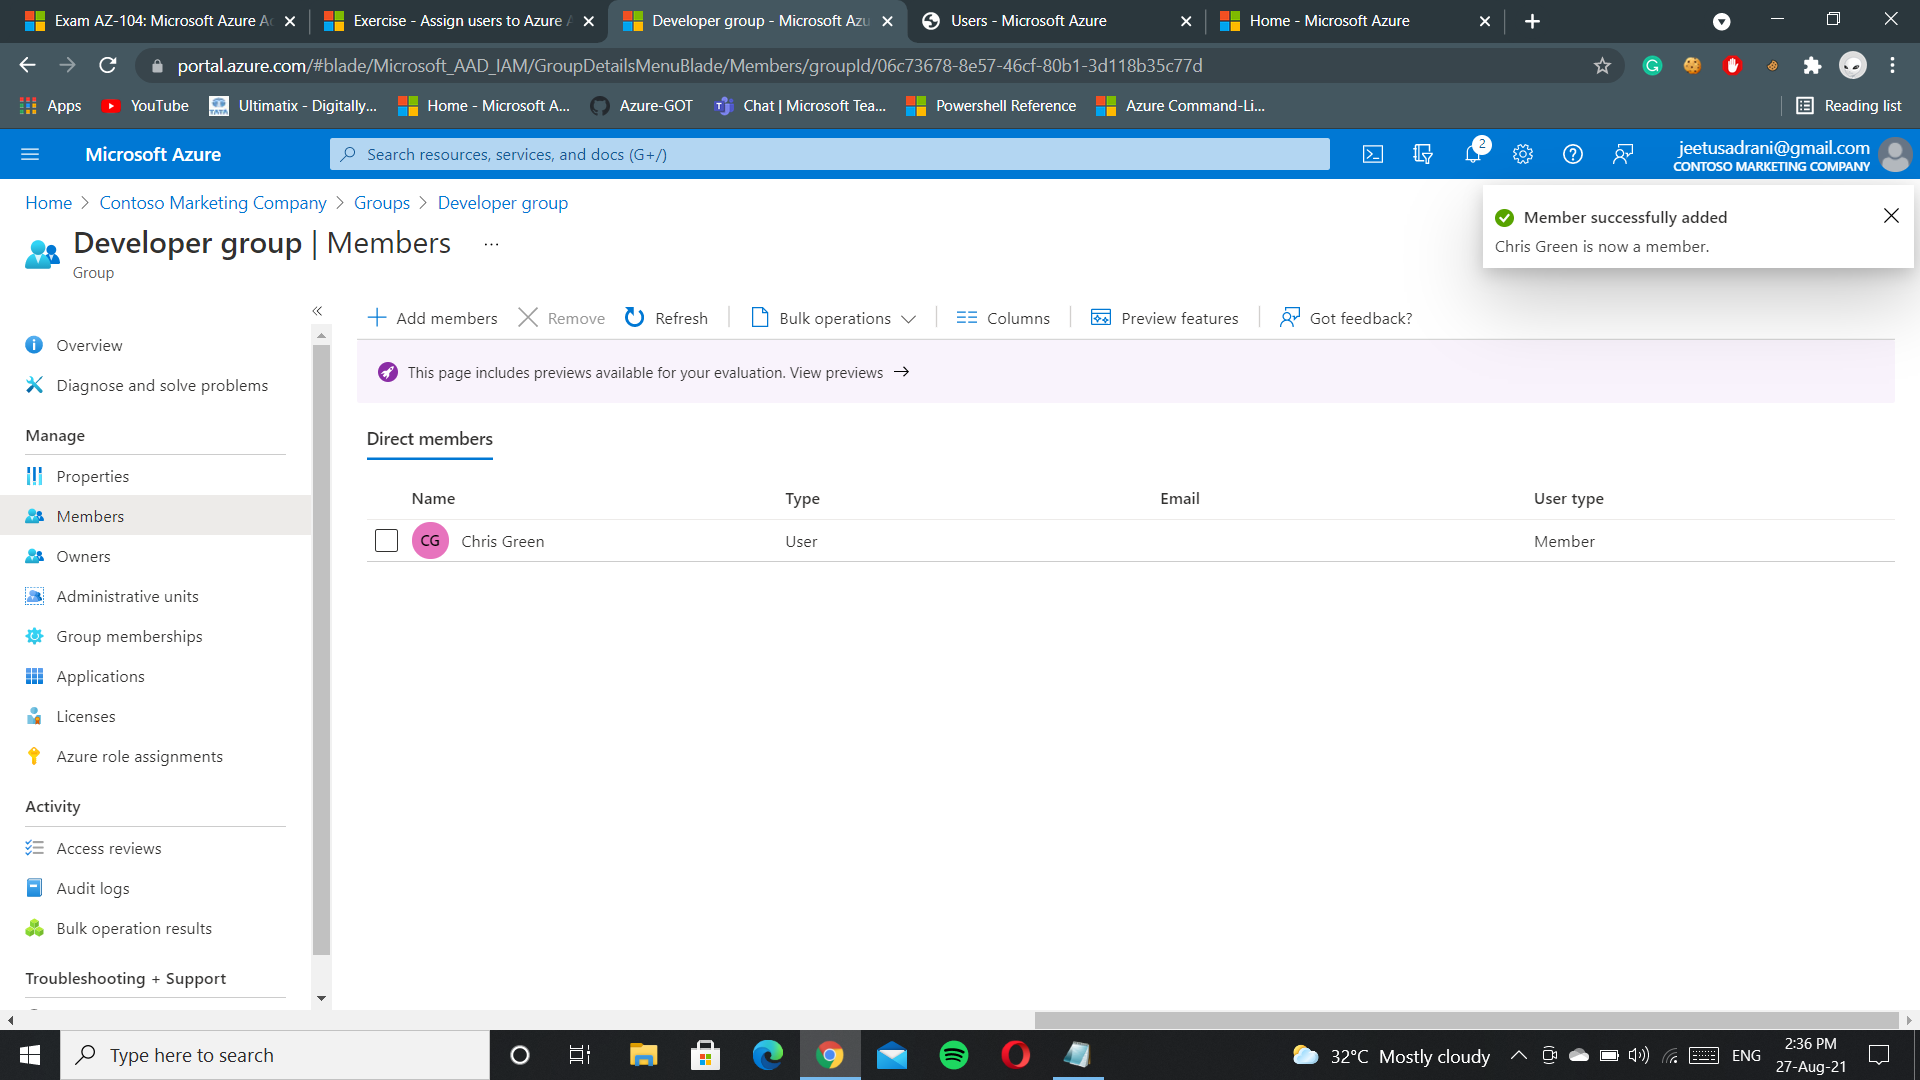 Exam AZ-104: Microsoft Azure Ad
Exercise - Assign users to Azure A
Developer group - Microsoft Azu
Users - Microsoft Azure
Home - Microsoft Azure
portal.azure.com/#blade/Microsoft_AAD_IAM/GroupDetailsMenuBlade/Members/groupId/06c73678-8e57-46cf-80b1-3d118b35c77d
Apps
YouTube
Ultimatix - Digitally...
Home - Microsoft A...
Azure-GOT
Chat | Microsoft Tea...
Powershell Reference
Azure Command-Li...
Reading list
Microsoft Azure
Search resources, services, and docs (G+/)
2
jeetusadrani@gmail.com
CONTOSO MARKETING COMPANY
Home > Contoso Marketing Company > Groups > Developer group
Member successfully added
Chris Green is now a member.
Developer group | Members ...
Group
Add members
Remove
Refresh
Bulk operations
Columns
Preview features
Got feedback?
This page includes previews available for your evaluation. View previews →
Overview
Diagnose and solve problems
Manage
Properties
Members
Owners
Administrative units
Group memberships
Applications
Licenses
Azure role assignments
Activity
Access reviews
Audit logs
Bulk operation results
Troubleshooting + Support
Direct members
Name Type Email User type
CG Chris Green User Member
Type here to search
32°C Mostly cloudy
ENG
2:36 PM
27-Aug-21